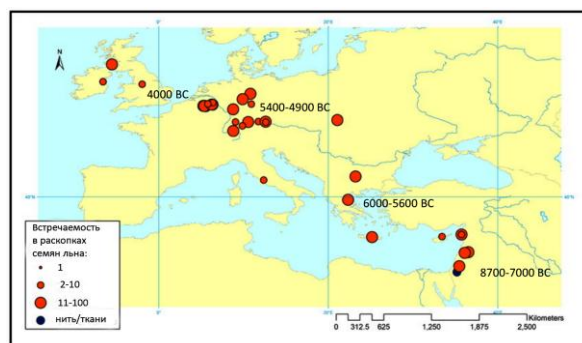 N
4000 BC
5400-4900 BC
6000-5600 BC
8700-7000 BC
Встречаемость
в раскопках
семян льна:
1
2-10
11-100
нить/ткани
Kilometers
0 312.5 625 1,250 1,875 2,500